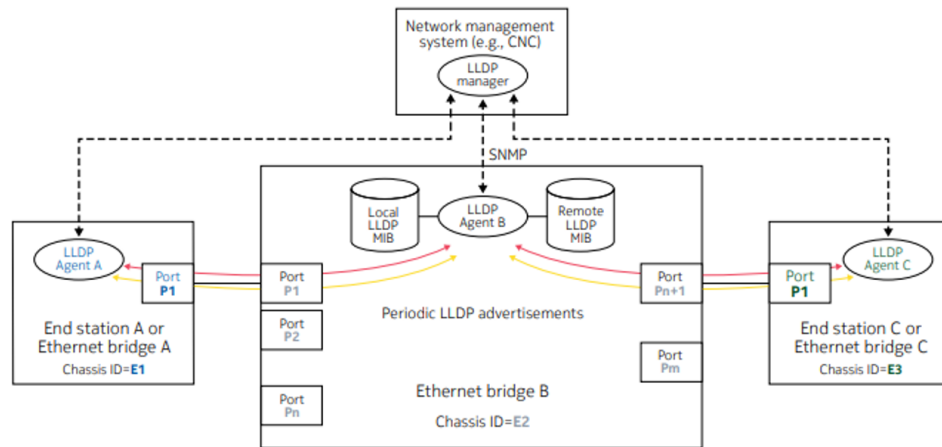 Network management
system (e.g., CNC)
LLDP
manager
SNMP
Local
LLDP
MIB
LLDP
Agent B
Remote
LLDP
MIB
LLDP
Agent A
Port
P1
Port
P1
Port
Pn+1
Port
P1
LLDP
Agent C
Periodic LLDP advertisements
Port
P2
Port
Pm
Port
Pn
End station A or
Ethernet bridge A
Chassis ID=E1
Ethernet bridge B
Chassis ID=E2
End station C or
Ethernet bridge C
Chassis ID=E3